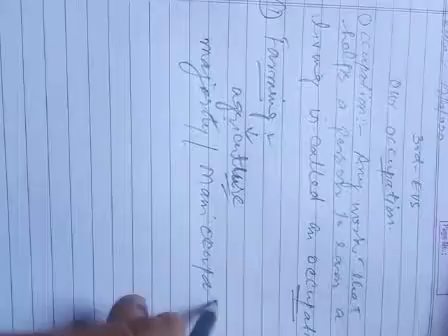 3rd - EVS
Our occupation
Occupation:- Any work that
helps a person to earn a
living is called an occupati
1) Farming:-
agriculture
majority / Main occupa